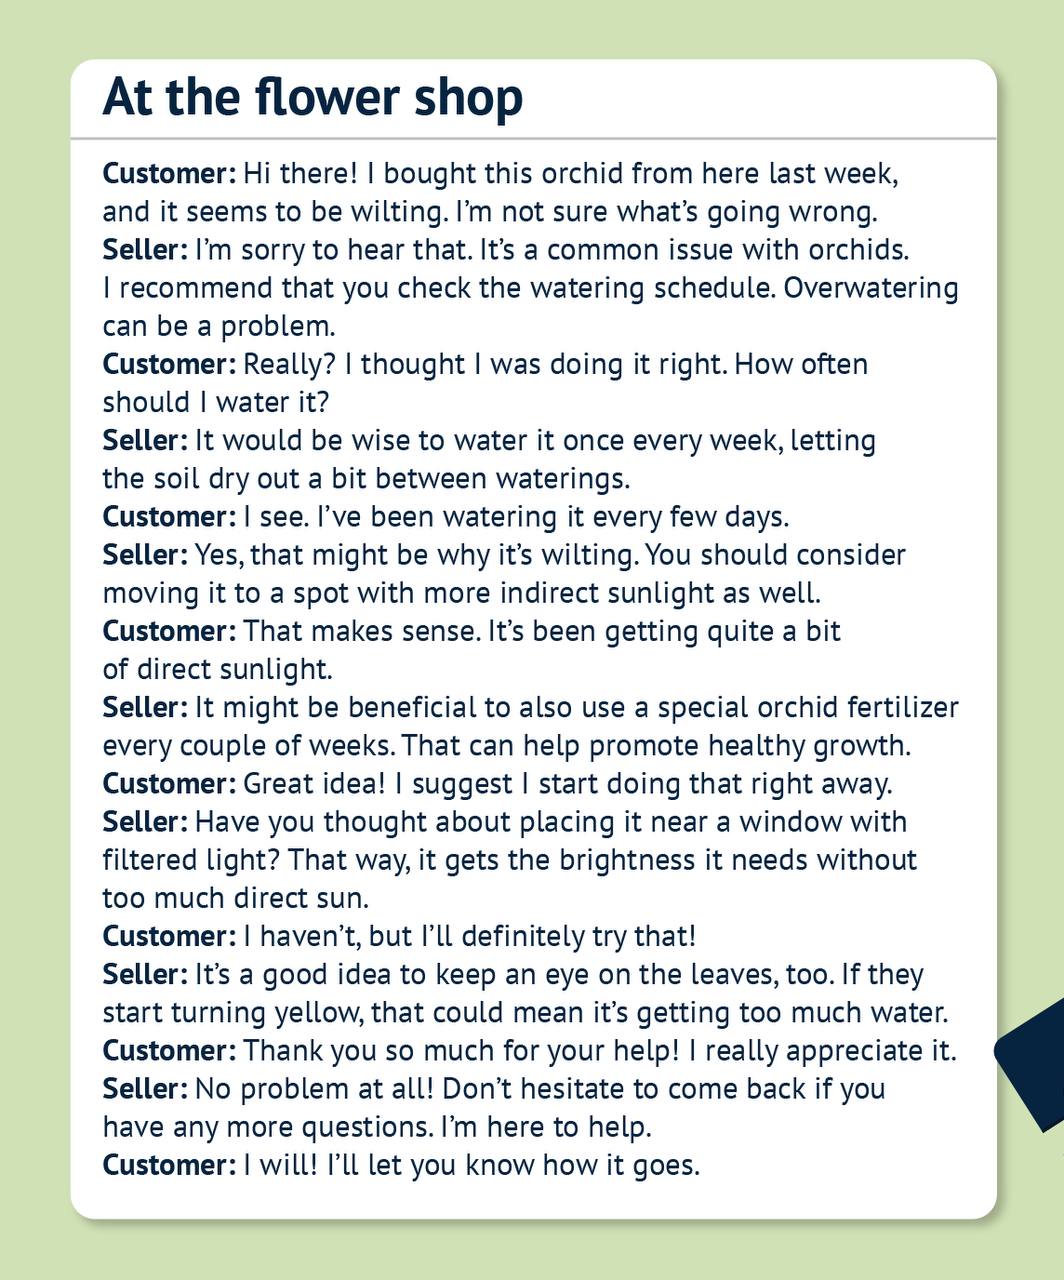 At the flower shop
Customer: Hi there! I bought this orchid from here last week,
and it seems to be wilting. I’m not sure what’s going wrong.
Seller: I’m sorry to hear that. It’s a common issue with orchids.
I recommend that you check the watering schedule. Overwatering
can be a problem.
Customer: Really? I thought I was doing it right. How often
should I water it?
Seller: It would be wise to water it once every week, letting
the soil dry out a bit between waterings.
Customer: I see. I’ve been watering it every few days.
Seller: Yes, that might be why it’s wilting. You should consider
moving it to a spot with more indirect sunlight as well.
Customer: That makes sense. It’s been getting quite a bit
of direct sunlight.
Seller: It might be beneficial to also use a special orchid fertilizer
every couple of weeks. That can help promote healthy growth.
Customer: Great idea! I suggest I start doing that right away.
Seller: Have you thought about placing it near a window with
filtered light? That way, it gets the brightness it needs without
too much direct sun.
Customer: I haven’t, but I’ll definitely try that!
Seller: It’s a good idea to keep an eye on the leaves, too. If they
start turning yellow, that could mean it’s getting too much water.
Customer: Thank you so much for your help! I really appreciate it.
Seller: No problem at all! Don’t hesitate to come back if you
have any more questions. I’m here to help.
Customer: I will! I’ll let you know how it goes.